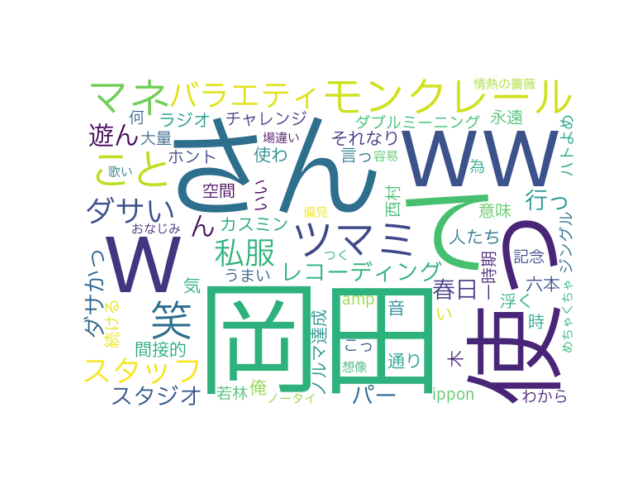 情熱の薔薇
マネ
バラエティ
モンクレール
何
ラジオ
チャレンジ
ダブルミーニング
永遠
遊ん
大量
場違い
それなり
さん
ww
ハトよめ
こと
ホント
使わ
言っ
容易
為
歌い
空間
いい
西村
て
行っ
ダサい
偏見
意味
おなじみ
ん
カスミン
ツマミ
人たち
ジングル
w
私服
つく
っ
一時期
記念
ダサかっ
うまい
レコーディング
春日
六本
気
使
めちゃくちゃ
岡田
amp
音
い
浮く
時
笑
続ける
ノルマ達成
間接的
こっ
木
スタッフ
想像
通り
スタジオ
若林
俺
ノータイ
パー
ippon
わから